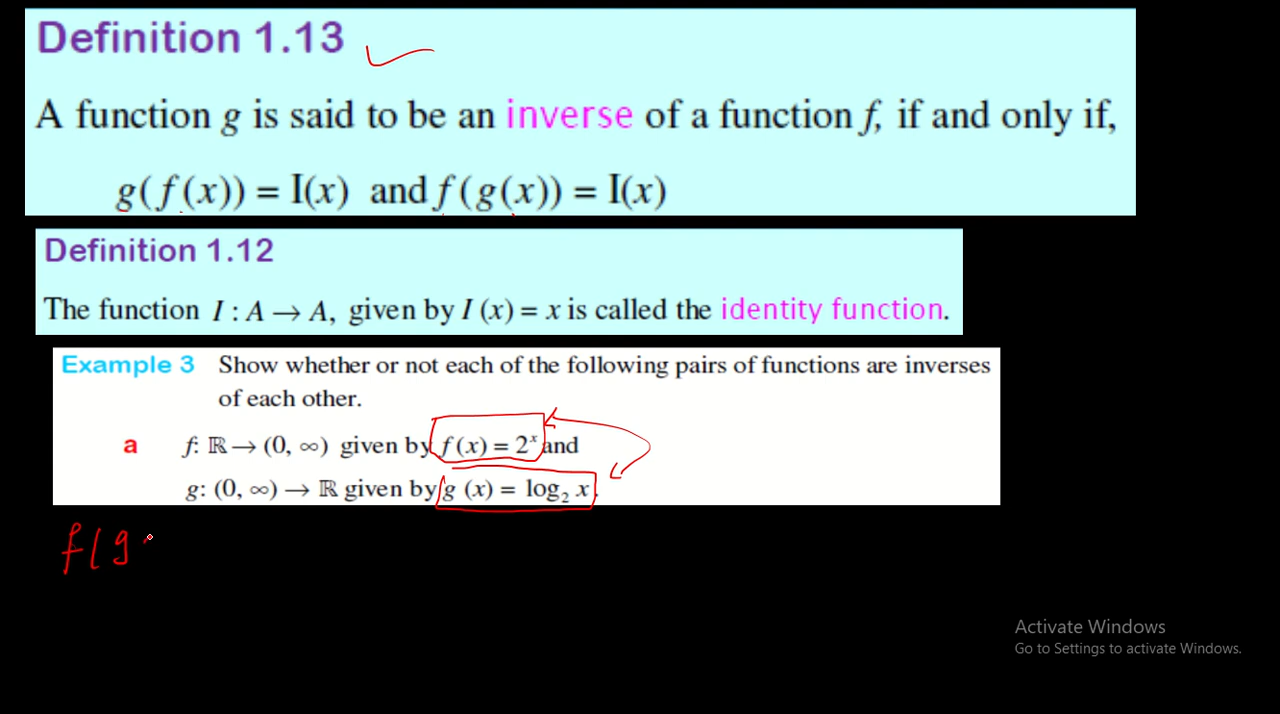 Definition 1.13
A function g is said to be an inverse of a function f, if and only if,
g(f(x)) = I(x) and f(g(x)) = I(x)
Definition 1.12
The function I : A → A, given by I (x) = x is called the identity function.
Example 3 Show whether or not each of the following pairs of functions are inverses
of each other.
a f: ℝ → (0, ∞) given by f (x) = 2ˣ and
g: (0, ∞) → ℝ given by g (x) = log₂ x.
f(g
Activate Windows
Go to Settings to activate Windows.